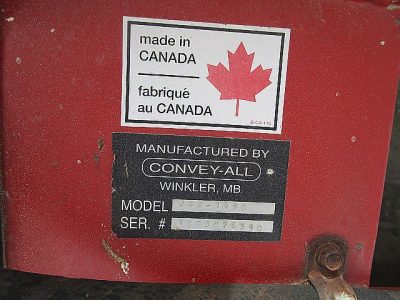 made in
CANADA
fabriqué
au CANADA
MANUFACTURED BY
CONVEY-ALL
WINKLER, MB
MODEL
SER. #